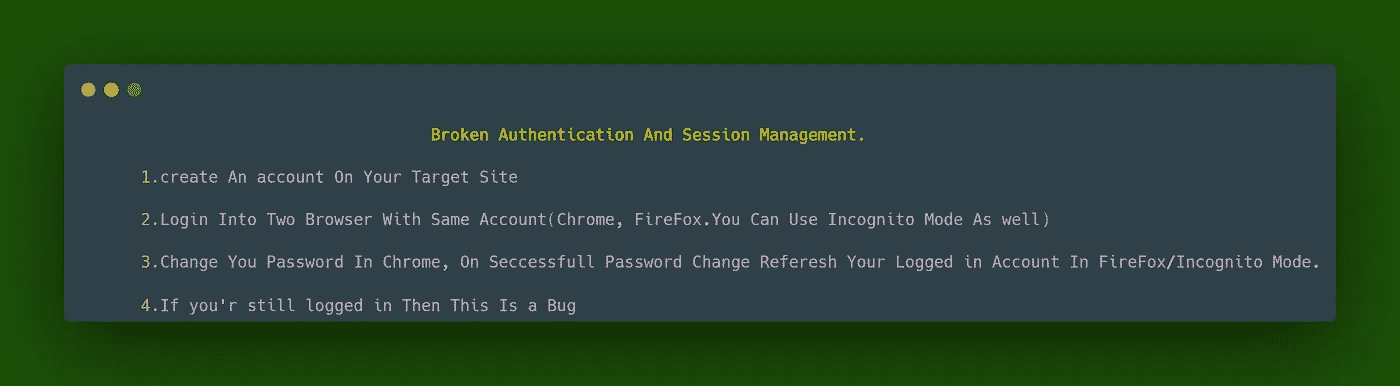 Broken Authentication And Session Management.
1.create An account On Your Target Site
2.Login Into Two Browser With Same Account(Chrome, FireFox.You Can Use Incognito Mode As well)
3.Change You Password In Chrome, On Seccessfull Password Change Referesh Your Logged in Account In FireFox/Incognito Mode.
4.If you'r still logged in Then This Is a Bug